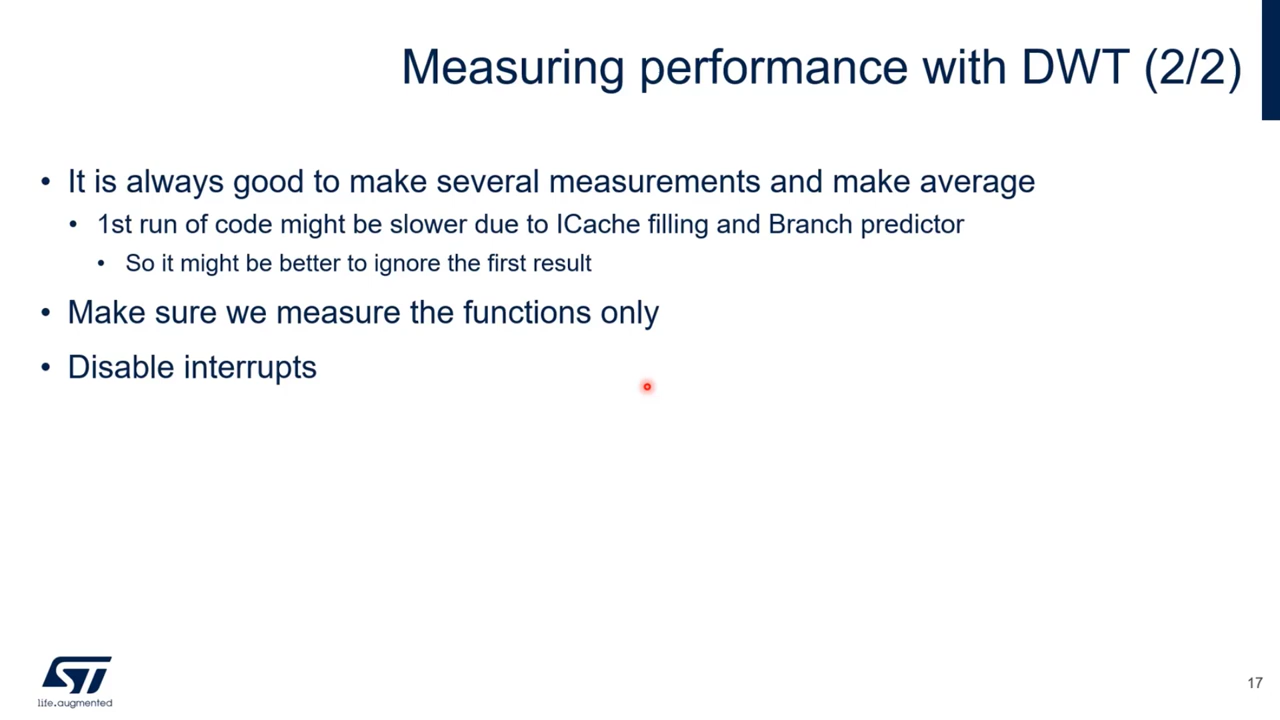 Measuring performance with DWT (2/2)
• It is always good to make several measurements and make average
• 1st run of code might be slower due to ICache filling and Branch predictor
• So it might be better to ignore the first result
• Make sure we measure the functions only
• Disable interrupts
ST
life.augmented
17